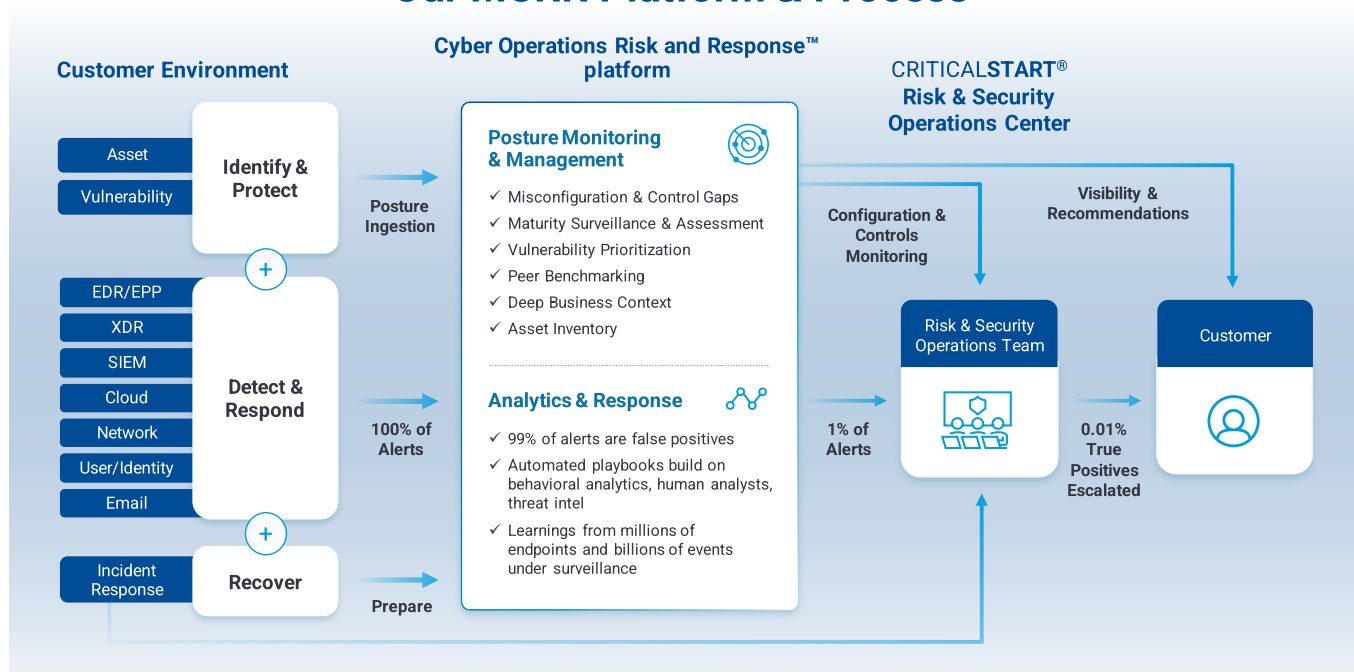 Our MCRR Platform & Process
Customer Environment
Cyber Operations Risk and Response™
platform
CRITICALSTART®
Risk & Security
Operations Center
Asset
Vulnerability
Identify &
Protect
Posture
Ingestion
+
EDR/EPP
XDR
SIEM
Cloud
Network
User/Identity
Email
Detect &
Respond
100% of
Alerts
+
Incident
Response
Recover
Prepare
Posture Monitoring
& Management
✓ Misconfiguration & Control Gaps
✓ Maturity Surveillance & Assessment
✓ Vulnerability Prioritization
✓ Peer Benchmarking
✓ Deep Business Context
✓ Asset Inventory
Analytics & Response
✓ 99% of alerts are false positives
✓ Automated playbooks build on
behavioral analytics, human analysts,
threat intel
✓ Learnings from millions of
endpoints and billions of events
under surveillance
Configuration &
Controls
Monitoring
Visibility &
Recommendations
1% of
Alerts
Risk & Security
Operations Team
0.01%
True
Positives
Escalated
Customer